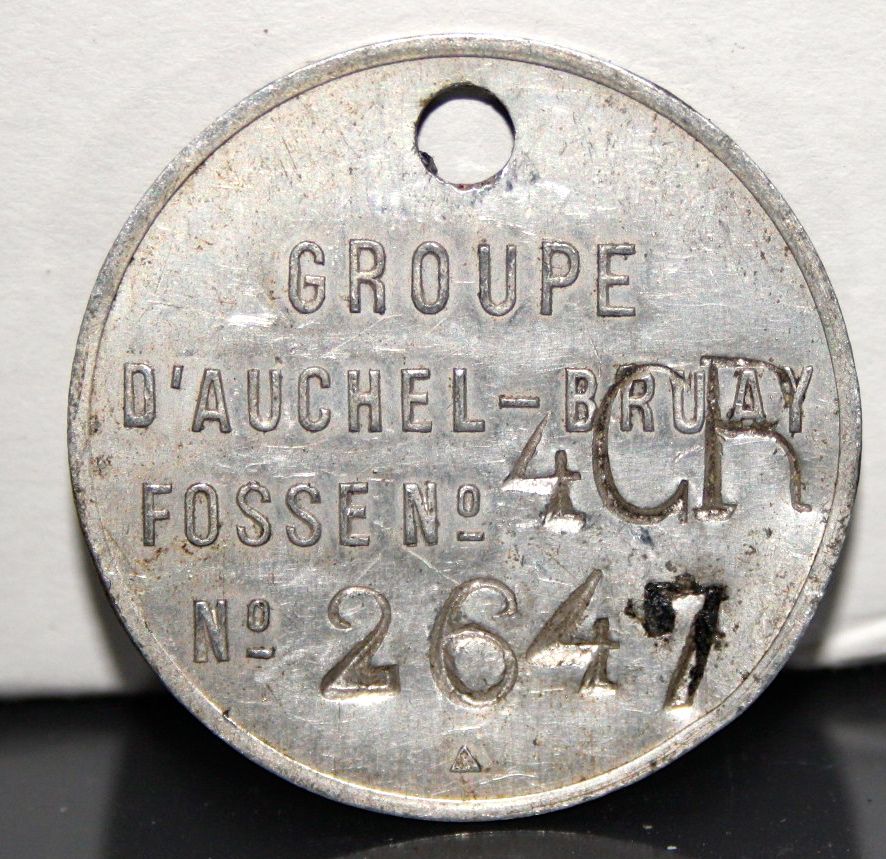 GROUPE
D'AUCHEL-BRUAY
FOSSE Nº 4CR
Nº 2647